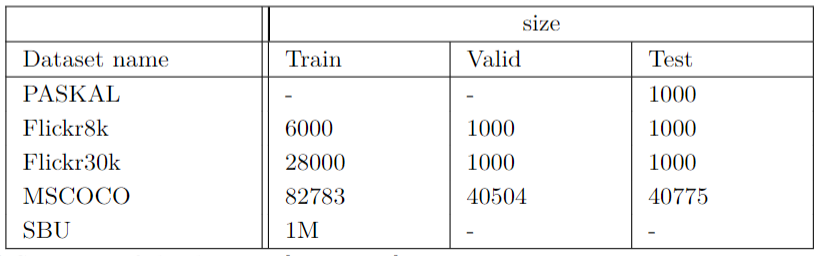 size
Dataset name Train Valid Test
PASKAL - - 1000
Flickr8k 6000 1000 1000
Flickr30k 28000 1000 1000
MSCOCO 82783 40504 40775
SBU 1M - -